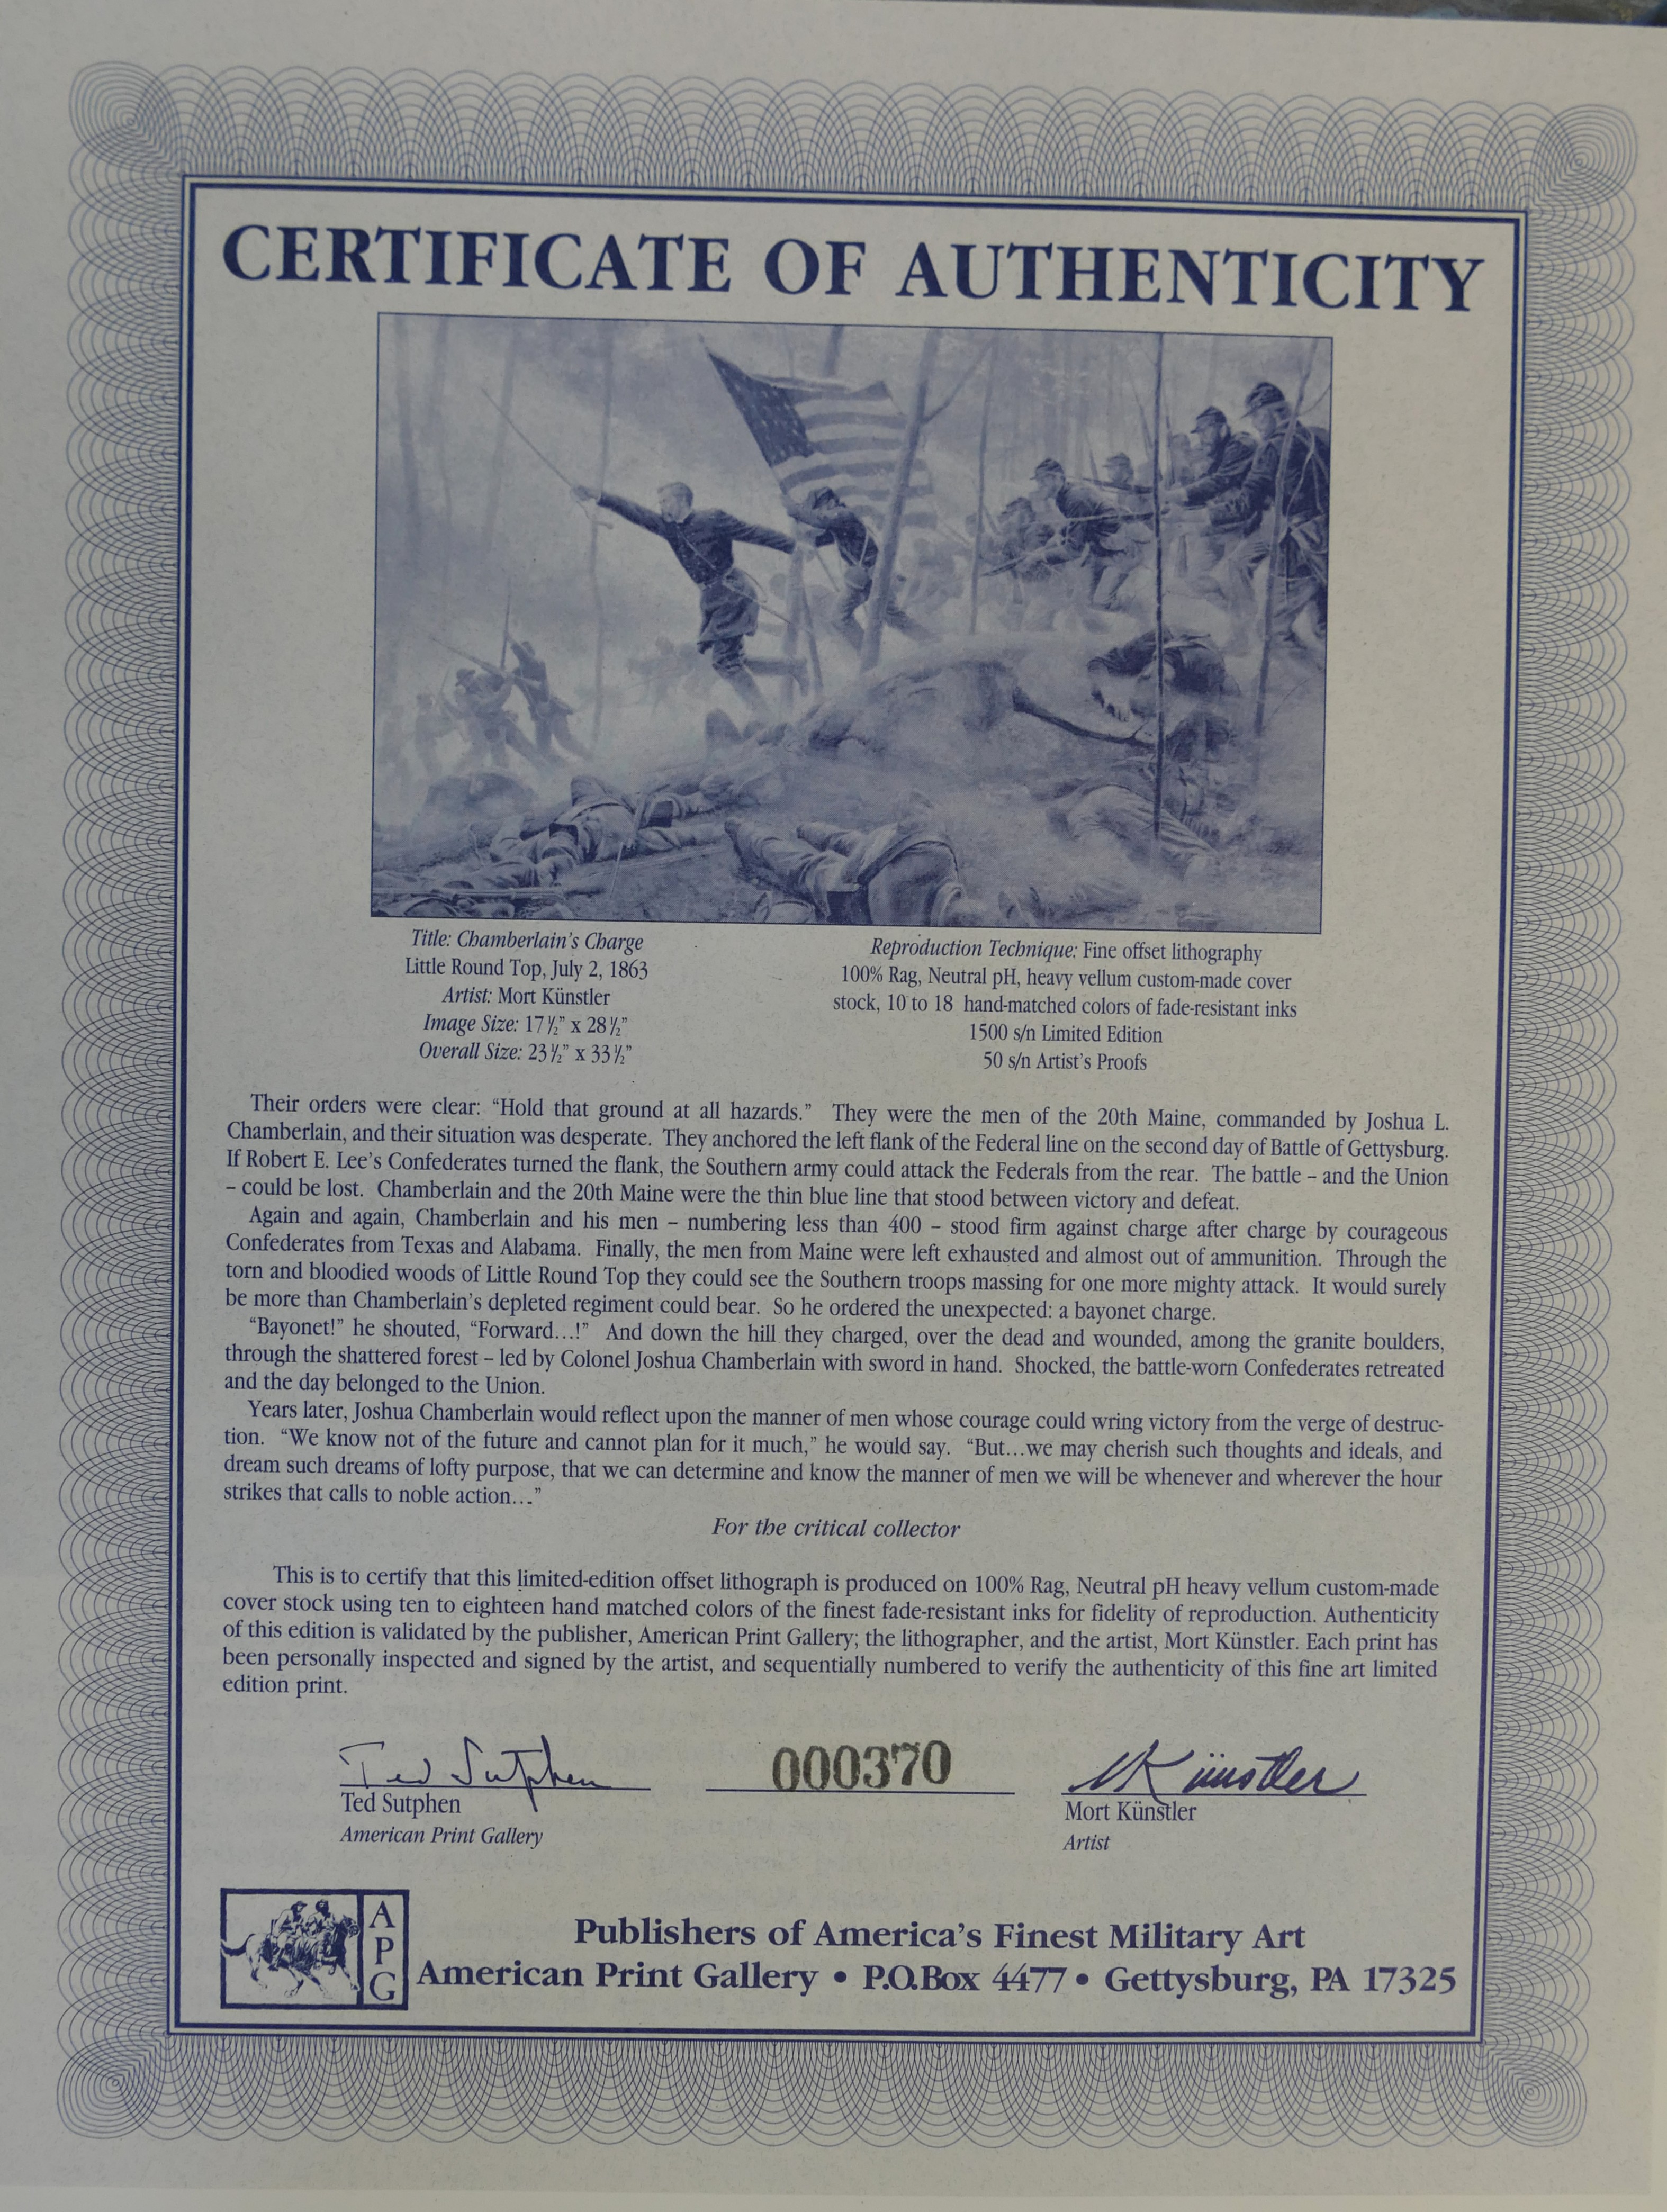 CERTIFICATE OF AUTHENTICITY
Title: Chamberlain's Charge
Little Round Top, July 2, 1863
Artist: Mort Künstler
Image Size: 17½" x 28½"
Overall Size: 23½" x 33½"
Reproduction Technique: Fine offset lithography
100% Rag, Neutral pH, heavy vellum custom-made cover
stock, 10 to 18 hand-matched colors of fade-resistant inks
1500 s/n Limited Edition
50 s/n Artist's Proofs
Their orders were clear: “Hold that ground at all hazards.” They were the men of the 20th Maine, commanded by Joshua L.
Chamberlain, and their situation was desperate. They anchored the left flank of the Federal line on the second day of Battle of Gettysburg.
If Robert E. Lee's Confederates turned the flank, the Southern army could attack the Federals from the rear. The battle – and the Union
– could be lost. Chamberlain and the 20th Maine were the thin blue line that stood between victory and defeat.
Again and again, Chamberlain and his men – numbering less than 400 – stood firm against charge after charge by courageous
Confederates from Texas and Alabama. Finally, the men from Maine were left exhausted and almost out of ammunition. Through the
torn and bloodied woods of Little Round Top they could see the Southern troops massing for one more mighty attack. It would surely
be more than Chamberlain's depleted regiment could bear. So he ordered the unexpected: a bayonet charge.
“Bayonet!” he shouted, “Forward...!” And down the hill they charged, over the dead and wounded, among the granite boulders,
through the shattered forest – led by Colonel Joshua Chamberlain with sword in hand. Shocked, the battle-worn Confederates retreated
and the day belonged to the Union.
Years later, Joshua Chamberlain would reflect upon the manner of men whose courage could wring victory from the verge of destruc-
tion. “We know not of the future and cannot plan for it much,” he would say. “But...we may cherish such thoughts and ideals, and
dream such dreams of lofty purpose, that we can determine and know the manner of men we will be whenever and wherever the hour
strikes that calls to noble action...”
For the critical collector
This is to certify that this limited-edition offset lithograph is produced on 100% Rag, Neutral pH heavy vellum custom-made
cover stock using ten to eighteen hand matched colors of the finest fade-resistant inks for fidelity of reproduction. Authenticity
of this edition is validated by the publisher, American Print Gallery; the lithographer, and the artist, Mort Künstler. Each print has
been personally inspected and signed by the artist, and sequentially numbered to verify the authenticity of this fine art limited
edition print.
Ted Sutphen
000370
MKünstler
Ted Sutphen
American Print Gallery
Mort Künstler
Artist
APG
Publishers of America's Finest Military Art
American Print Gallery • P.O.Box 4477 • Gettysburg, PA 17325